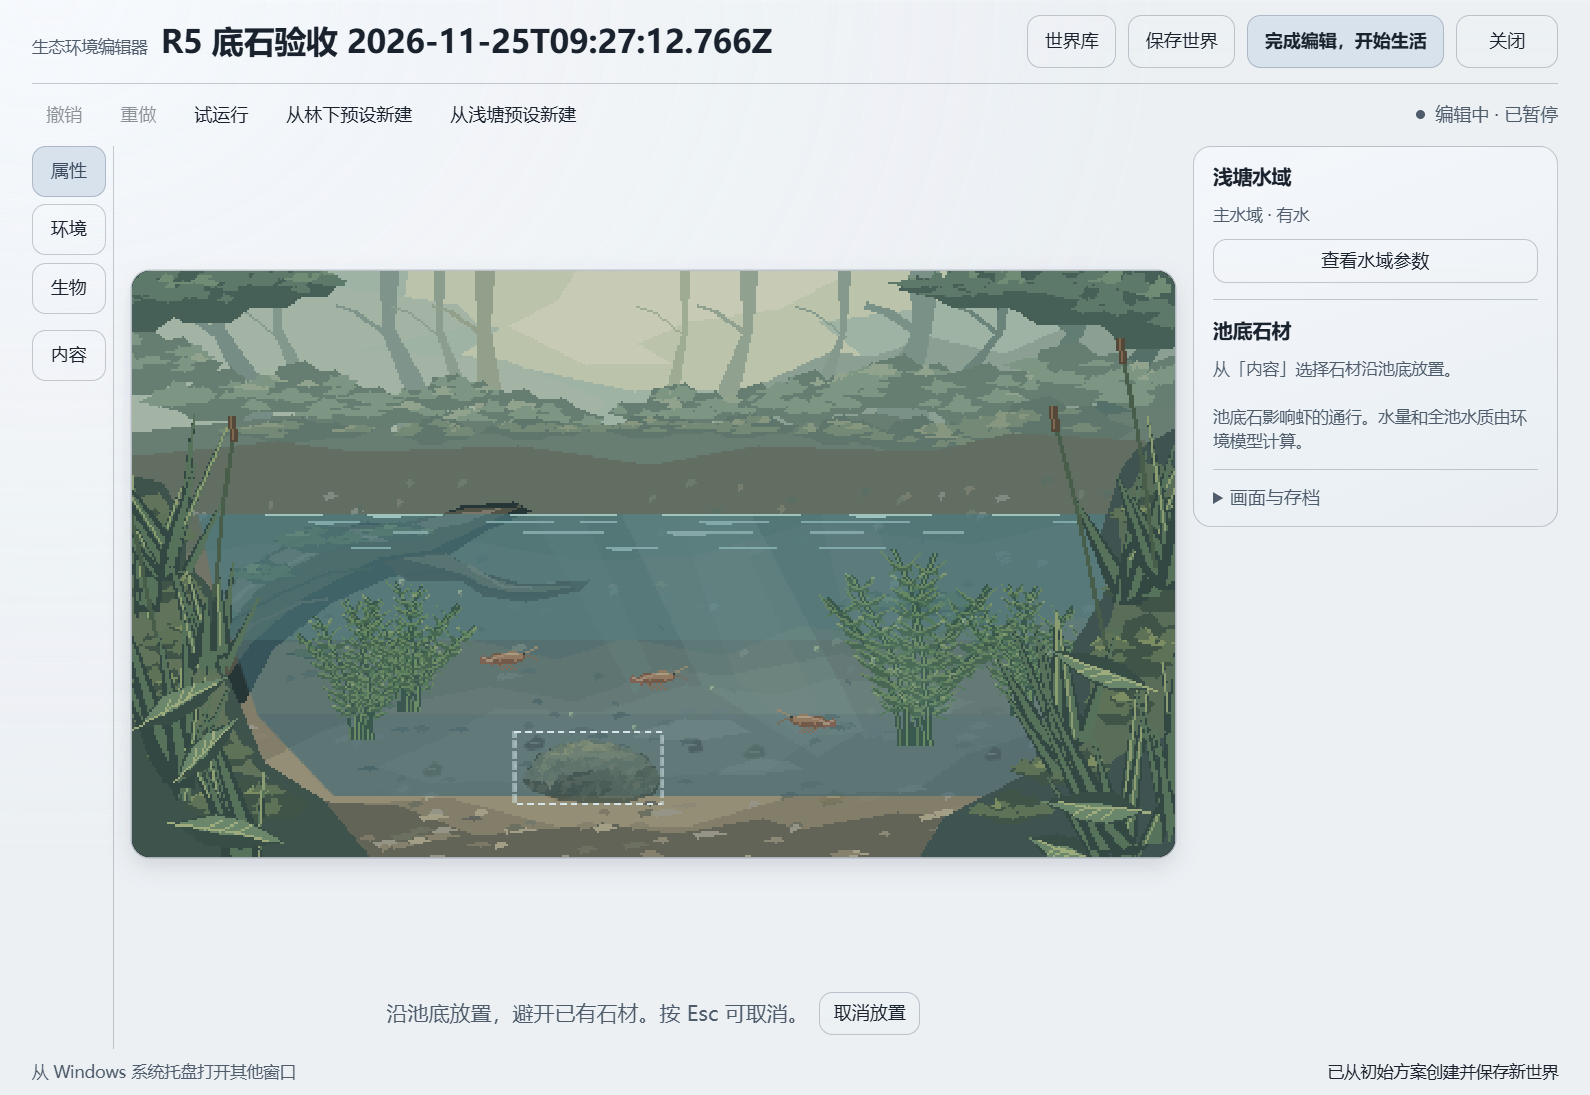 生态环境编辑器 R5 底石验收 2026-11-25T09:27:12.766Z
世界库 保存世界 完成编辑，开始生活 关闭
撤销 重做 试运行 从林下预设新建 从浅塘预设新建
编辑中 · 已暂停
属性
环境
生物
内容
浅塘水域
主水域 · 有水
查看水域参数
池底石材
从「内容」选择石材沿池底放置。
池底石影响虾的通行。水量和全池水质由环
境模型计算。
画面与存档
沿池底放置，避开已有石材。按 Esc 可取消。 取消放置
从 Windows 系统托盘打开其他窗口
已从初始方案创建并保存新世界